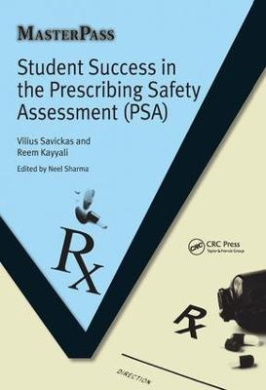 MASTERPASS
Student Success in
the Prescribing Safety
Assessment (PSA)
Vilius Savickas and
Reem Kayyali
Edited by Neel Sharma
Rx
CRC Press
Taylor & Francis Group
Rx
DIRECTION